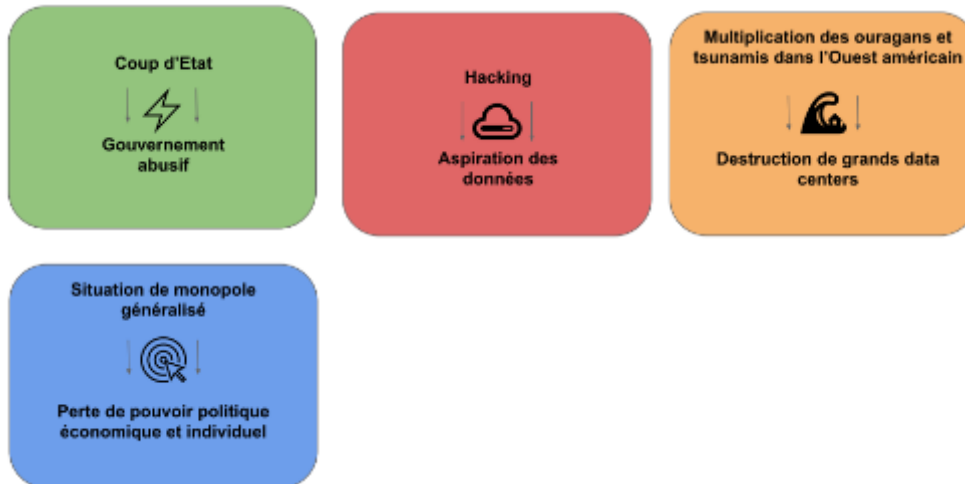 Coup d'Etat
Gouvernement
abusif
Hacking
Aspiration des
données
Multiplication des ouragans et
tsunamis dans l'Ouest américain
Destruction de grands data
centers
Situation de monopole
généralisé
Perte de pouvoir politique
économique et individuel